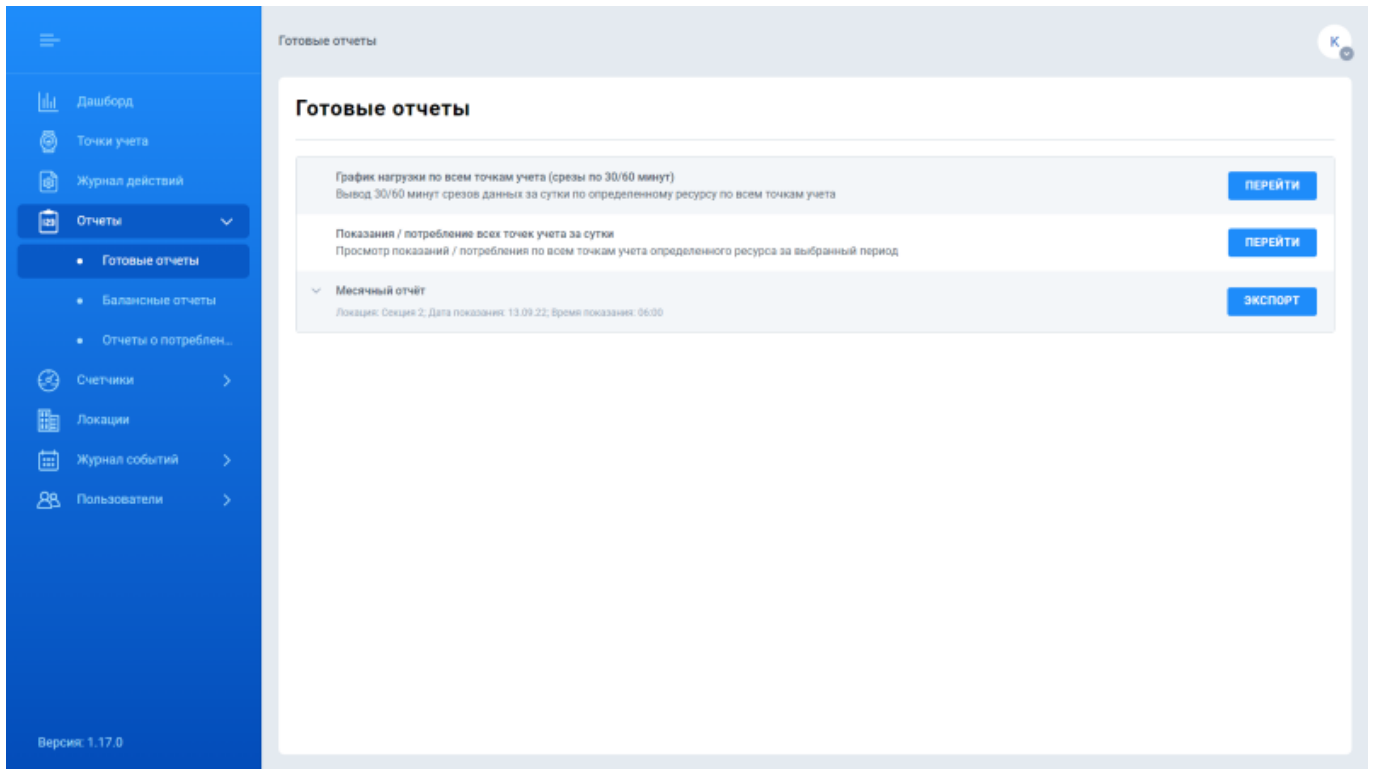 Готовые отчеты
К
Дашборд
Точки учета
Журнал действий
Отчеты
Готовые отчеты
Балансные отчеты
Отчеты о потреблен...
Счетчики
Локации
Журнал событий
Пользователи
Версия: 1.17.0
Готовые отчеты
График нагрузки по всем точкам учета (срезы по 30/60 минут)
Вывод 30/60 минут срезов данных за сутки по определенному ресурсу по всем точкам учета
ПЕРЕЙТИ
Показания / потребление всех точек учета за сутки
Просмотр показаний / потребления по всем точкам учета определенного ресурса за выбранный период
ПЕРЕЙТИ
Месячный отчёт
Локация: Секция 2; Дата показания: 13.09.22; Время показания: 06:00
ЭКСПОРТ